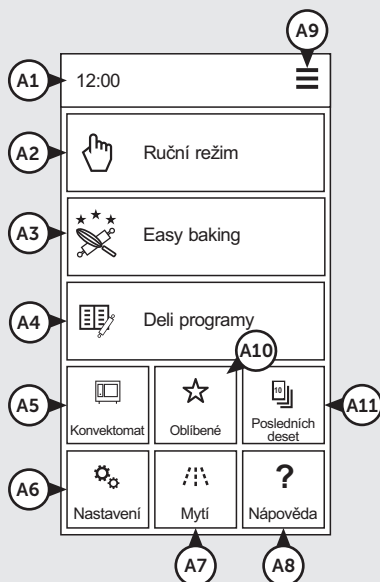 A9
A1
12:00
A2
Ruční režim
A3
Easy baking
A4
Deli programy
A10
A5
Konvektomat
Oblíbené
10
Posledních
deset
A11
A6
Nastavení
Mytí
?
Nápověda
A7
A8